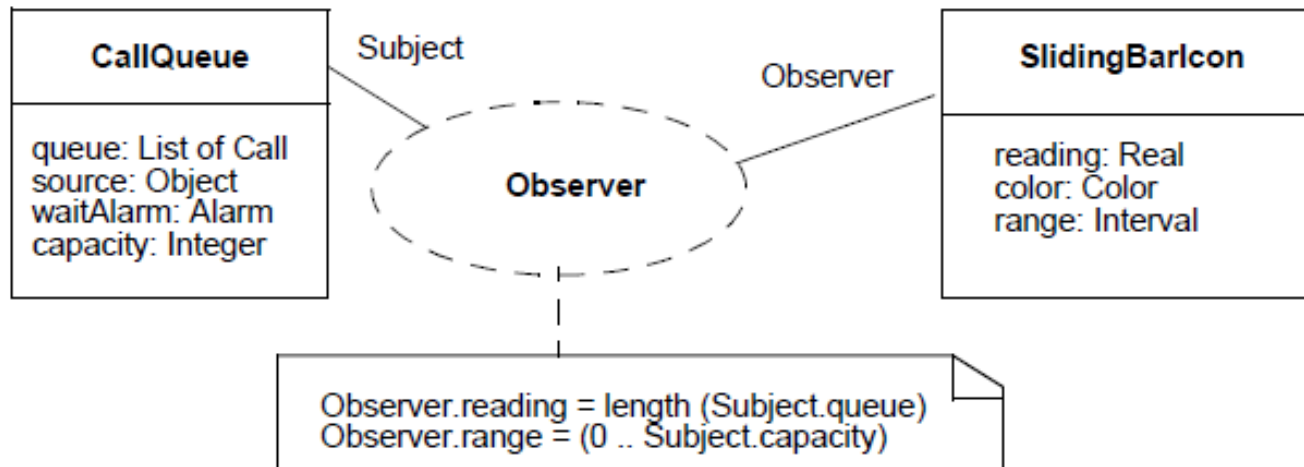 CallQueue
queue: List of Call
source: Object
waitAlarm: Alarm
capacity: Integer
Subject
Observer
Observer
SlidingBarIcon
reading: Real
color: Color
range: Interval
Observer.reading = length (Subject.queue)
Observer.range = (0 .. Subject.capacity)